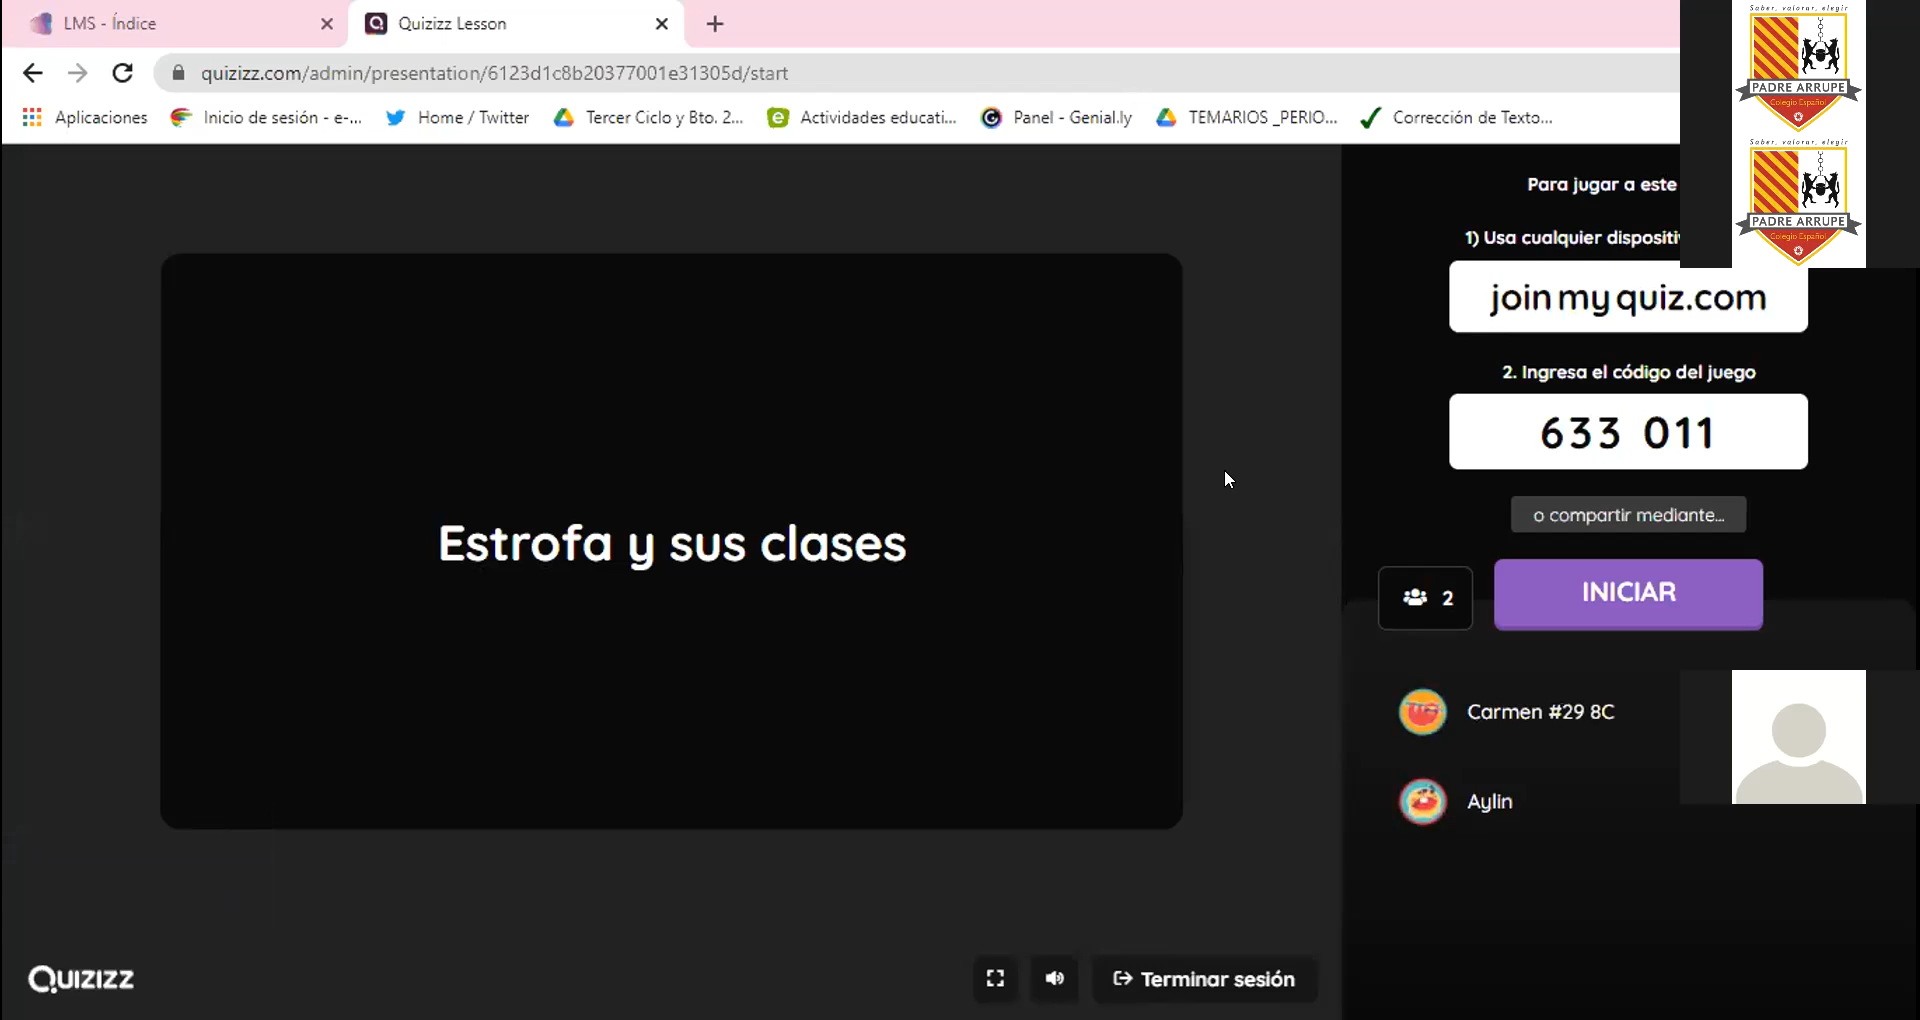 LMS - Índice
Quizizz Lesson
quizizz.com/admin/presentation/6123d1c8b20377001e31305d/start
Aplicaciones
Inicio de sesión - e-...
Home / Twitter
Tercer Ciclo y Bto. 2...
Actividades educati...
Panel - Genial.ly
TEMARIOS _PERIO...
Corrección de Texto...
Saber, valorar, elegir
PADRE ARRUPE
Colegio Español
Saber, valorar, elegir
PADRE ARRUPE
Colegio Español
Estrofa y sus clases
Para jugar a este
1) Usa cualquier dispositi
joinmyquiz.com
2. Ingresa el código del juego
633 011
o compartir mediante...
2
INICIAR
Carmen #29 8C
Aylin
Quizizz
Terminar sesión